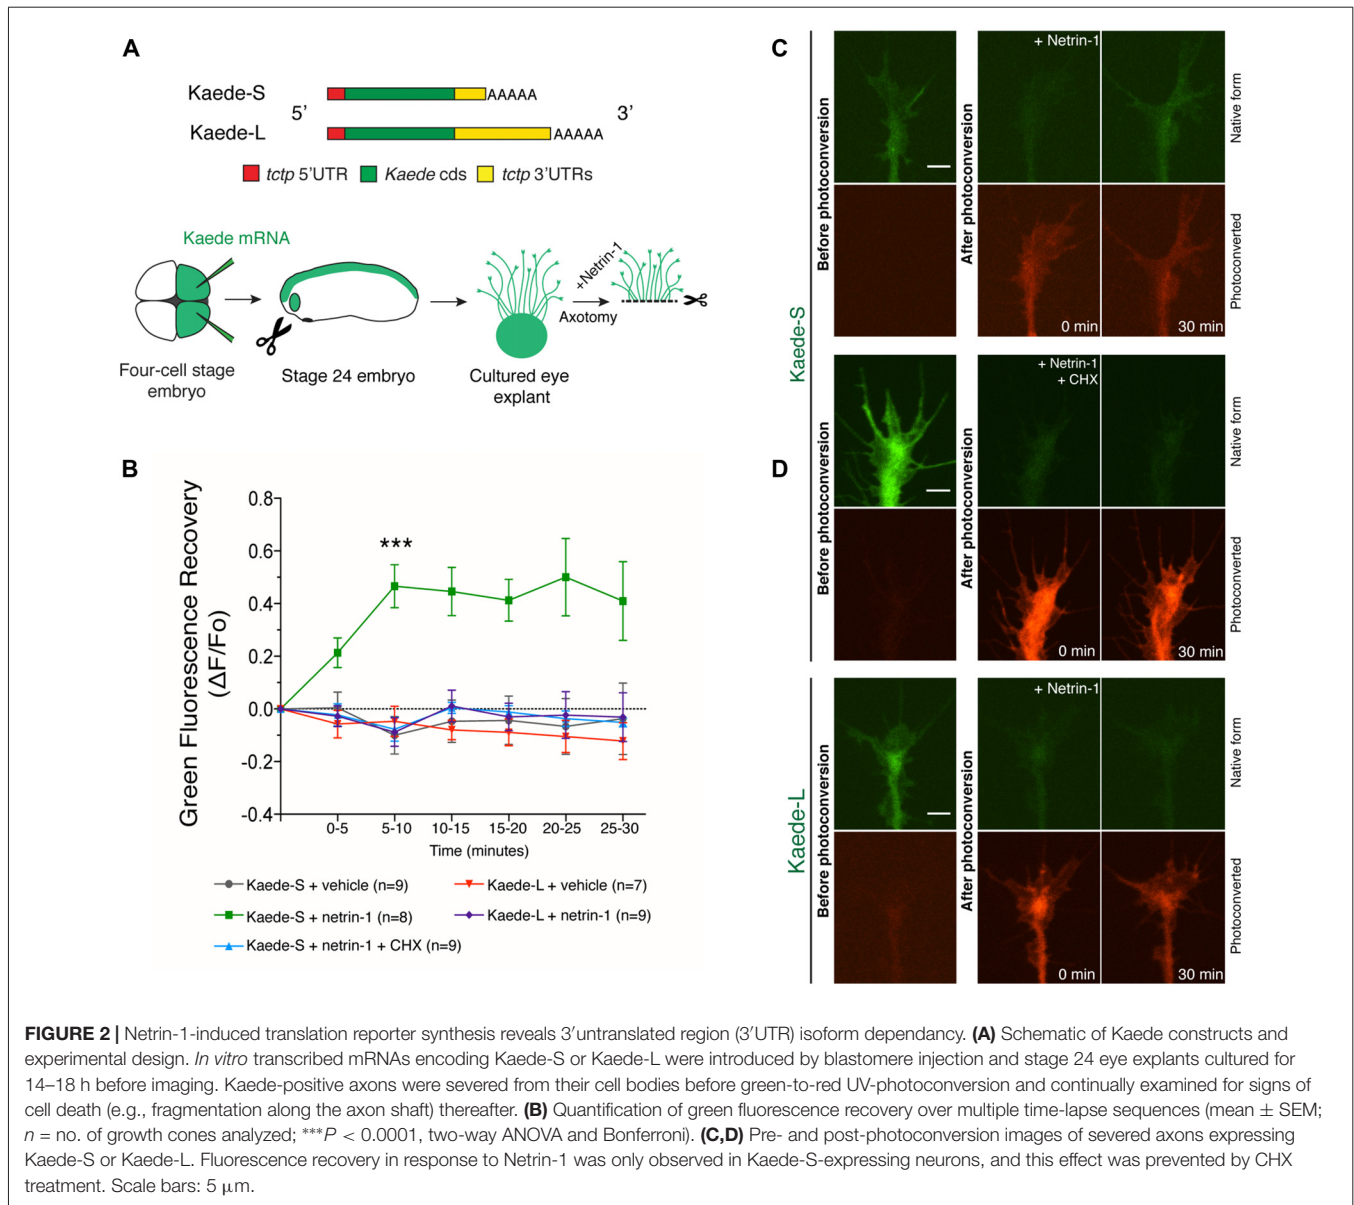 A
Kaede-S
5’
AAAAA
3’
Kaede-L
AAAAA
tctp 5’UTR
Kaede cds
tctp 3’UTRs
Kaede mRNA
+Netrin-1
Axotomy
Four-cell stage
embryo
Stage 24 embryo
Cultured eye
explant
B
Green Fluorescence Recovery
(ΔF/Fo)
0.8
0.6
0.4
0.2
0.0
-0.2
-0.4
***
0-5
5-10
10-15
15-20
20-25
25-30
Time (minutes)
Kaede-S + vehicle (n=9)
Kaede-L + vehicle (n=7)
Kaede-S + netrin-1 (n=8)
Kaede-L + netrin-1 (n=9)
Kaede-S + netrin-1 + CHX (n=9)
C
Kaede-S
Before photoconversion
After photoconversion
+ Netrin-1
Native form
Photoconverted
0 min
30 min
Before photoconversion
After photoconversion
+ Netrin-1
+ CHX
Native form
Photoconverted
0 min
30 min
D
Kaede-L
Before photoconversion
After photoconversion
+ Netrin-1
Native form
Photoconverted
0 min
30 min
FIGURE 2 | Netrin-1-induced translation reporter synthesis reveals 3′untranslated region (3′UTR) isoform dependancy. (A) Schematic of Kaede constructs and
experimental design. In vitro transcribed mRNAs encoding Kaede-S or Kaede-L were introduced by blastomere injection and stage 24 eye explants cultured for
14–18 h before imaging. Kaede-positive axons were severed from their cell bodies before green-to-red UV-photoconversion and continually examined for signs of
cell death (e.g., fragmentation along the axon shaft) thereafter. (B) Quantification of green fluorescence recovery over multiple time-lapse sequences (mean ± SEM;
n = no. of growth cones analyzed; ***P < 0.0001, two-way ANOVA and Bonferroni). (C,D) Pre- and post-photoconversion images of severed axons expressing
Kaede-S or Kaede-L. Fluorescence recovery in response to Netrin-1 was only observed in Kaede-S-expressing neurons, and this effect was prevented by CHX
treatment. Scale bars: 5 μm.